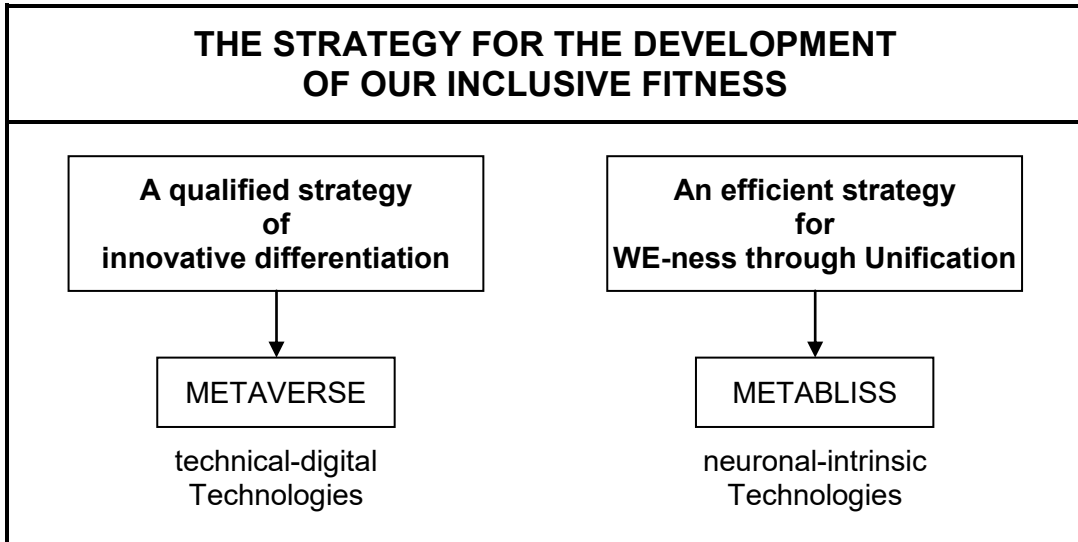 THE STRATEGY FOR THE DEVELOPMENT
OF OUR INCLUSIVE FITNESS
A qualified strategy
of
innovative differentiation
METAVERSE
technical-digital
Technologies
An efficient strategy
for
WE-ness through Unification
METABLISS
neuronal-intrinsic
Technologies